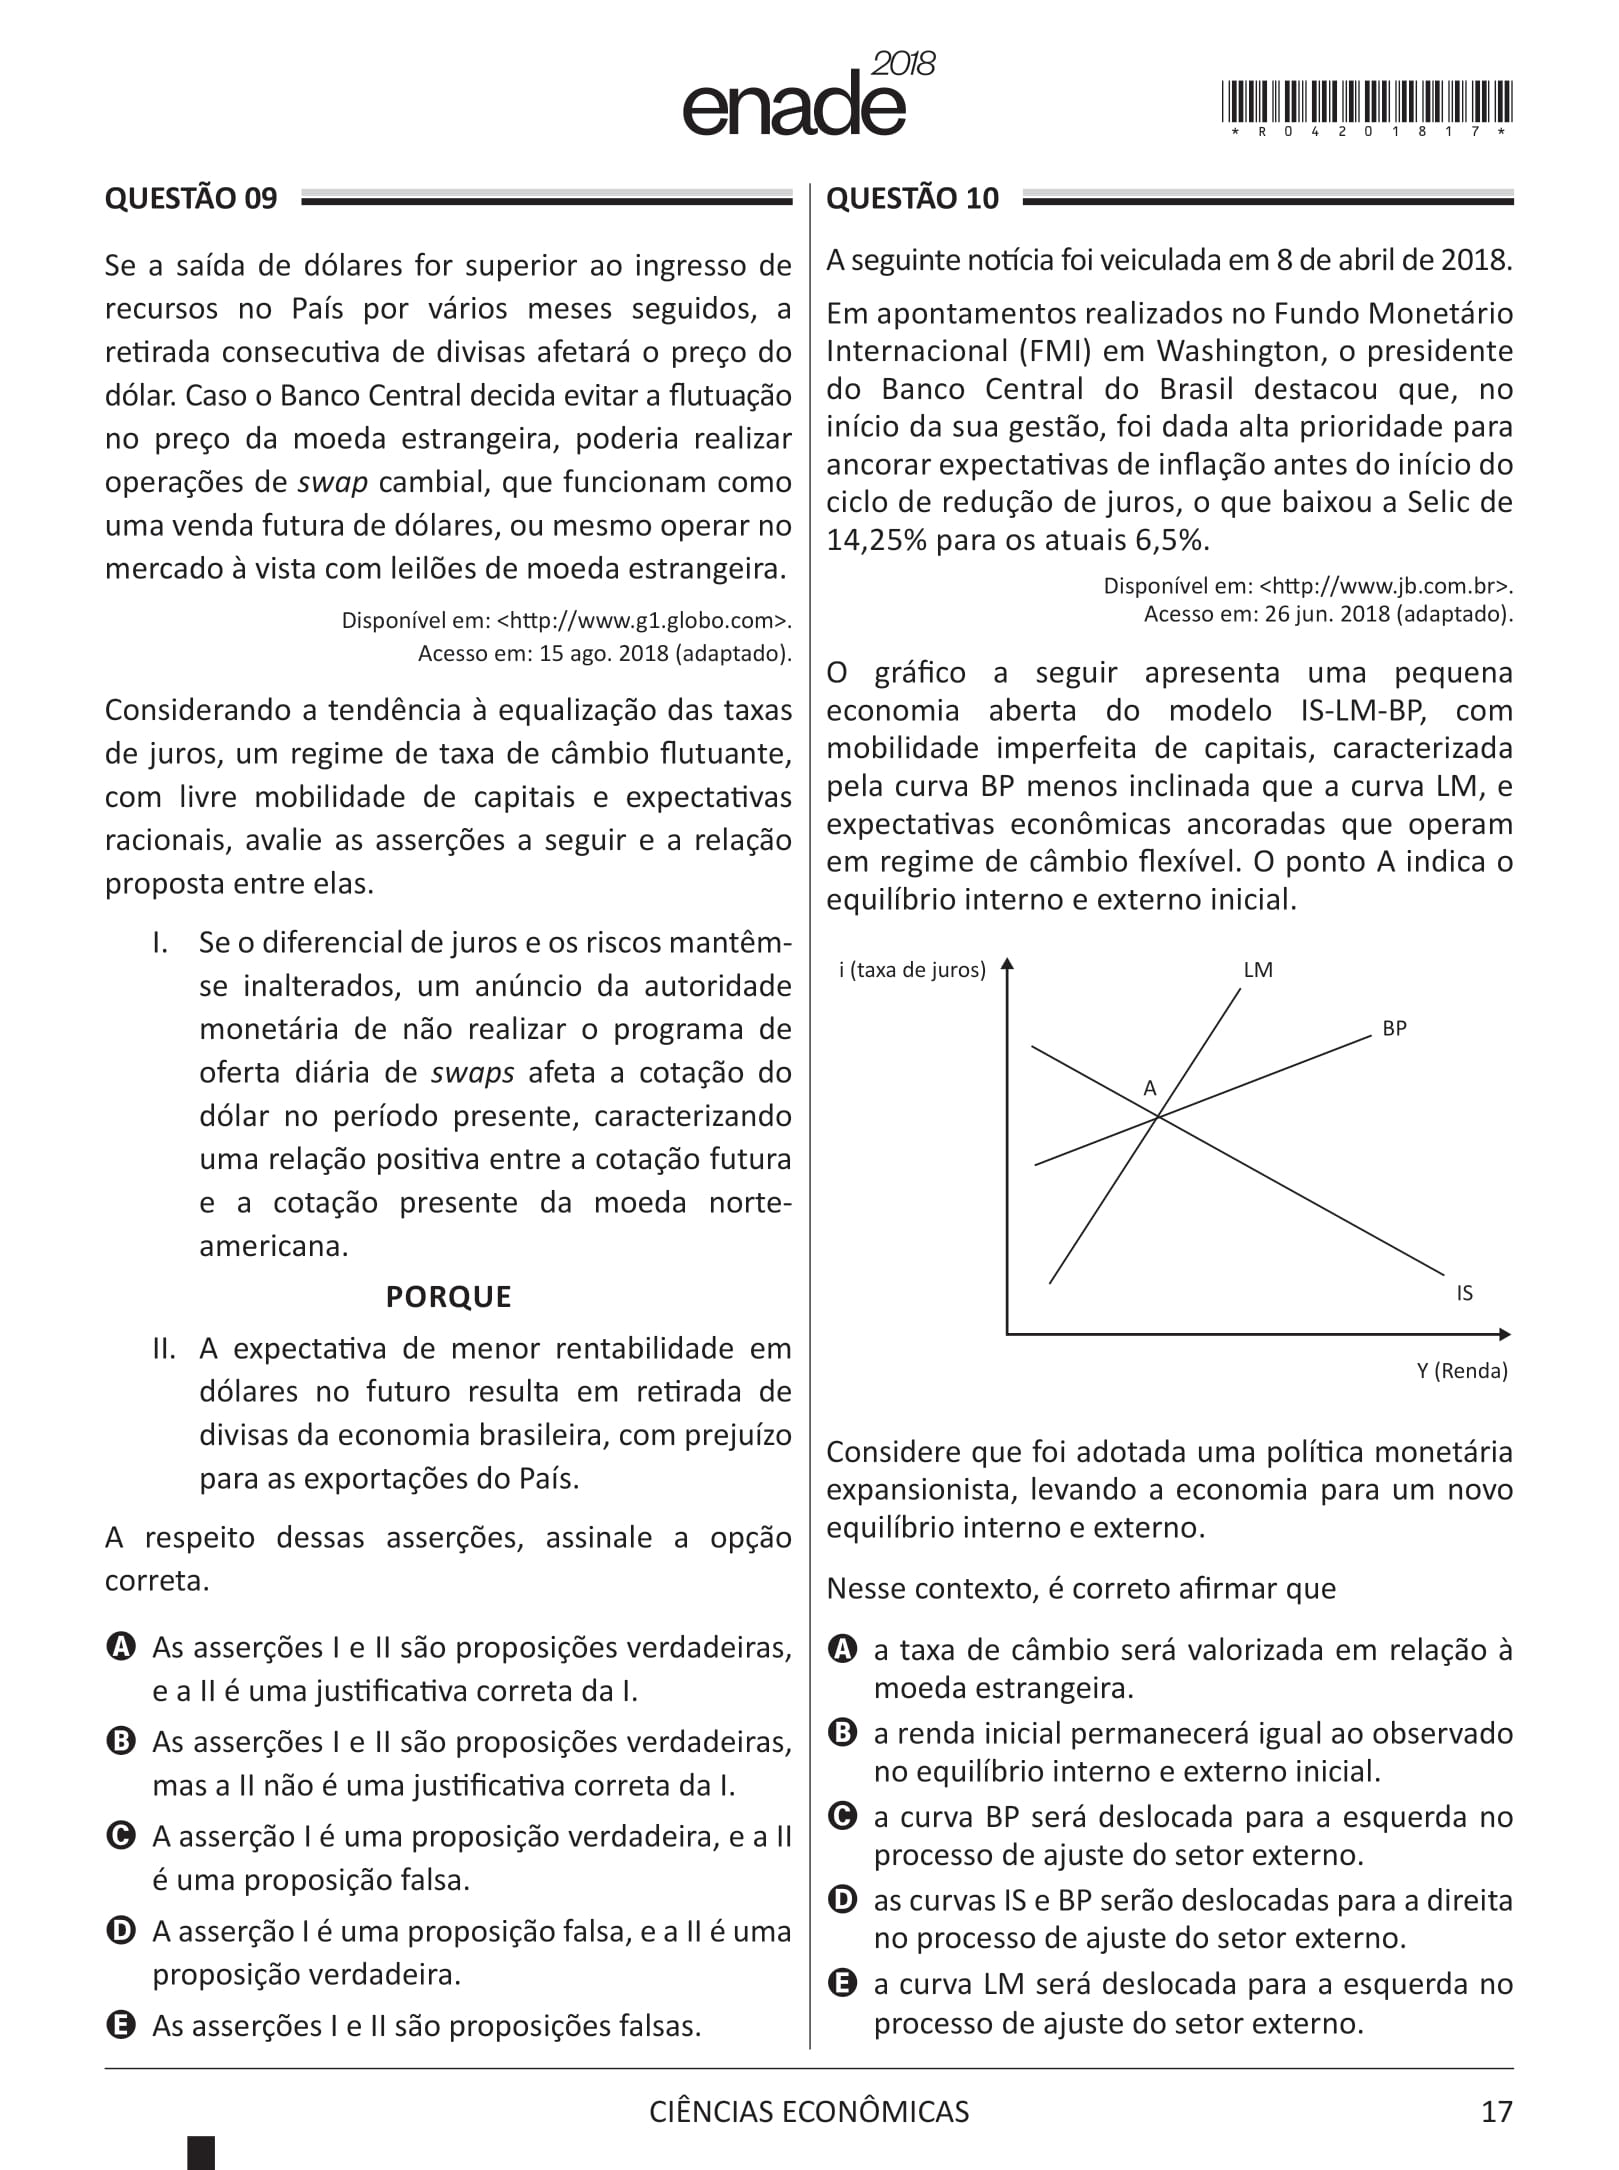 enade 2018
*R04201817*
QUESTÃO 09
Se a saída de dólares for superior ao ingresso de
recursos no País por vários meses seguidos, a
retirada consecutiva de divisas afetará o preço do
dólar. Caso o Banco Central decida evitar a flutuação
no preço da moeda estrangeira, poderia realizar
operações de swap cambial, que funcionam como
uma venda futura de dólares, ou mesmo operar no
mercado à vista com leilões de moeda estrangeira.
Disponível em: <http://www.g1.globo.com>.
Acesso em: 15 ago. 2018 (adaptado).
Considerando a tendência à equalização das taxas
de juros, um regime de taxa de câmbio flutuante,
com livre mobilidade de capitais e expectativas
racionais, avalie as asserções a seguir e a relação
proposta entre elas.
I. Se o diferencial de juros e os riscos mantêm-
se inalterados, um anúncio da autoridade
monetária de não realizar o programa de
oferta diária de swaps afeta a cotação do
dólar no período presente, caracterizando
uma relação positiva entre a cotação futura
e a cotação presente da moeda norte-
americana.
PORQUE
II. A expectativa de menor rentabilidade em
dólares no futuro resulta em retirada de
divisas da economia brasileira, com prejuízo
para as exportações do País.
A respeito dessas asserções, assinale a opção
correta.
A As asserções I e II são proposições verdadeiras,
e a II é uma justificativa correta da I.
B As asserções I e II são proposições verdadeiras,
mas a II não é uma justificativa correta da I.
C A asserção I é uma proposição verdadeira, e a II
é uma proposição falsa.
D A asserção I é uma proposição falsa, e a II é uma
proposição verdadeira.
E As asserções I e II são proposições falsas.
QUESTÃO 10
A seguinte notícia foi veiculada em 8 de abril de 2018.
Em apontamentos realizados no Fundo Monetário
Internacional (FMI) em Washington, o presidente
do Banco Central do Brasil destacou que, no
início da sua gestão, foi dada alta prioridade para
ancorar expectativas de inflação antes do início do
ciclo de redução de juros, o que baixou a Selic de
14,25% para os atuais 6,5%.
Disponível em: <http://www.jb.com.br>.
Acesso em: 26 jun. 2018 (adaptado).
O gráfico a seguir apresenta uma pequena
economia aberta do modelo IS-LM-BP, com
mobilidade imperfeita de capitais, caracterizada
pela curva BP menos inclinada que a curva LM, e
expectativas econômicas ancoradas que operam
em regime de câmbio flexível. O ponto A indica o
equilíbrio interno e externo inicial.
i (taxa de juros)
LM
BP
A
IS
Y (Renda)
Considere que foi adotada uma política monetária
expansionista, levando a economia para um novo
equilíbrio interno e externo.
Nesse contexto, é correto afirmar que
A a taxa de câmbio será valorizada em relação à
moeda estrangeira.
B a renda inicial permanecerá igual ao observado
no equilíbrio interno e externo inicial.
C a curva BP será deslocada para a esquerda no
processo de ajuste do setor externo.
D as curvas IS e BP serão deslocadas para a direita
no processo de ajuste do setor externo.
E a curva LM será deslocada para a esquerda no
processo de ajuste do setor externo.
CIÊNCIAS ECONÔMICAS
17